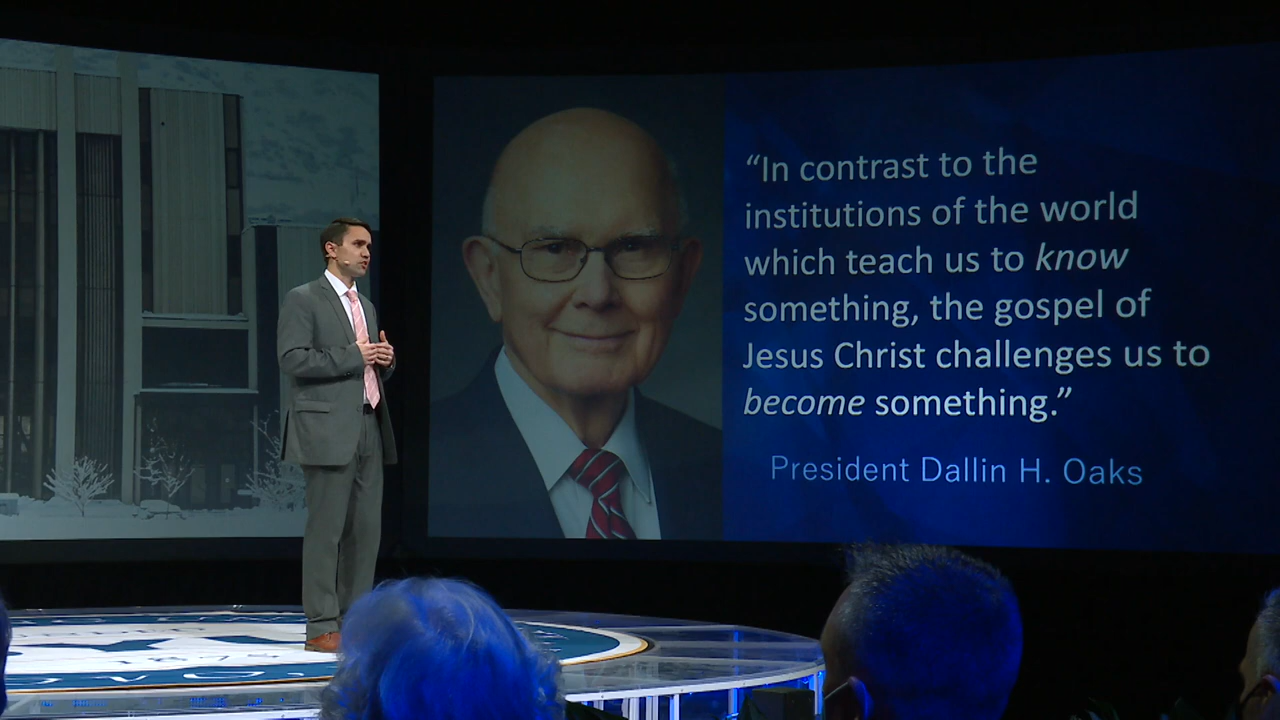 “In contrast to the
institutions of the world
which teach us to know
something, the gospel of
Jesus Christ challenges us to
become something.”
President Dallin H. Oaks
1875